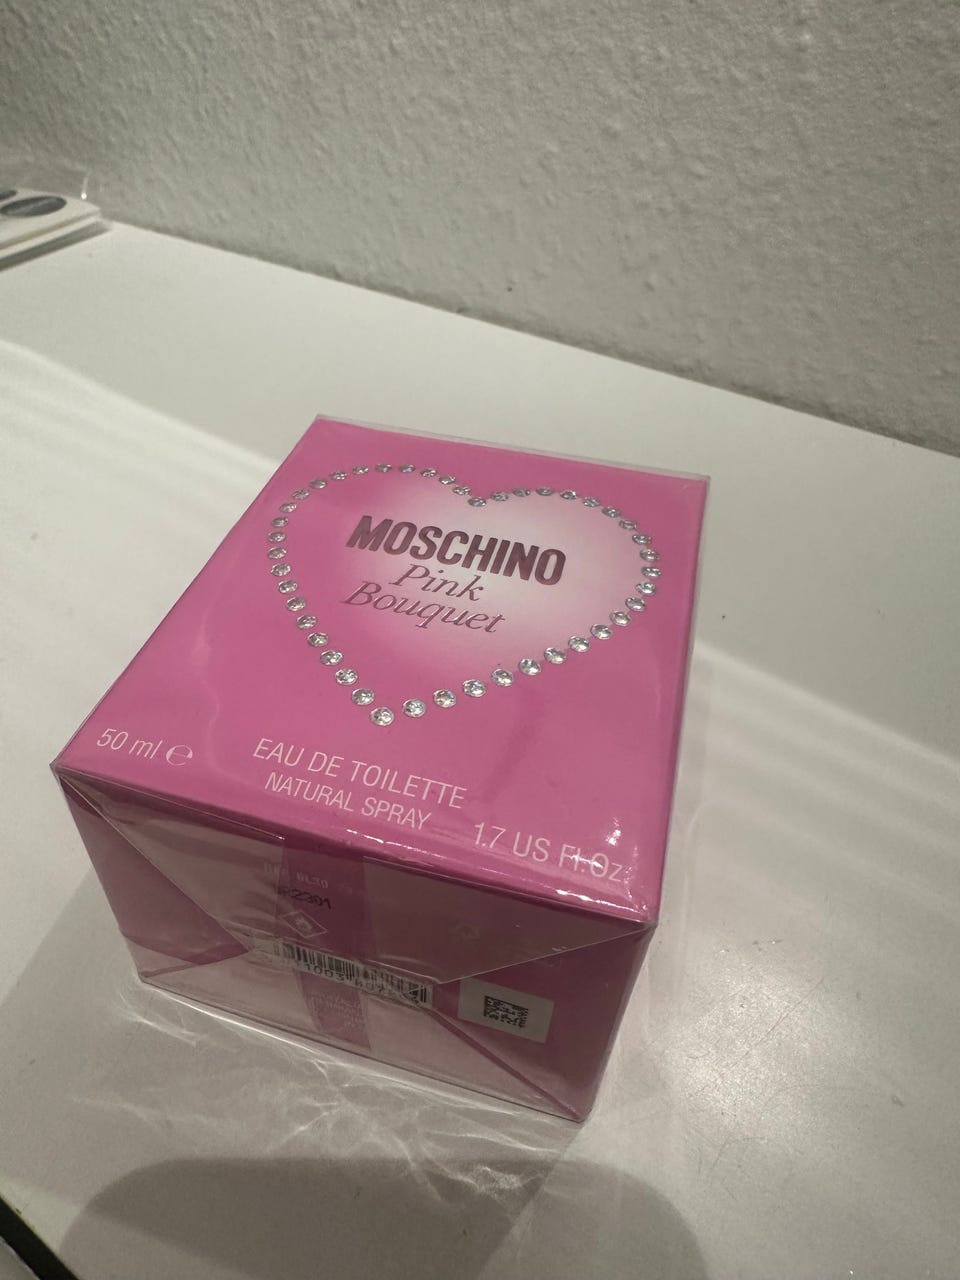 MOSCHINO
Pink
Bouquet
50 ml e
EAU DE TOILETTE
NATURAL SPRAY
1.7 US Fl.Oz.